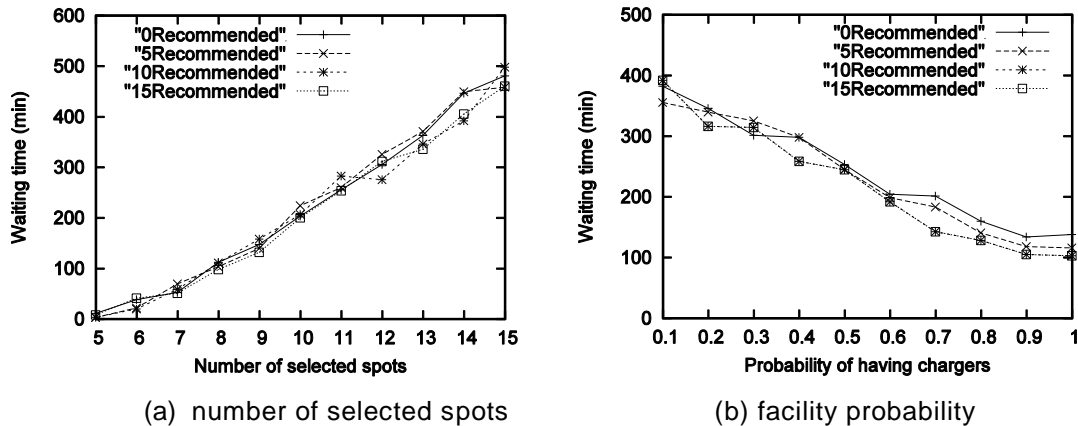 "0Recommended"
"5Recommended"
"10Recommended"
"15Recommended"
600
500
400
300
200
100
0
Waiting time (min)
5 6 7 8 9 10 11 12 13 14 15
Number of selected spots
(a) number of selected spots
"0Recommended"
"5Recommended"
"10Recommended"
"15Recommended"
500
400
300
200
100
0
Waiting time (min)
0.1 0.2 0.3 0.4 0.5 0.6 0.7 0.8 0.9 1
Probability of having chargers
(b) facility probability